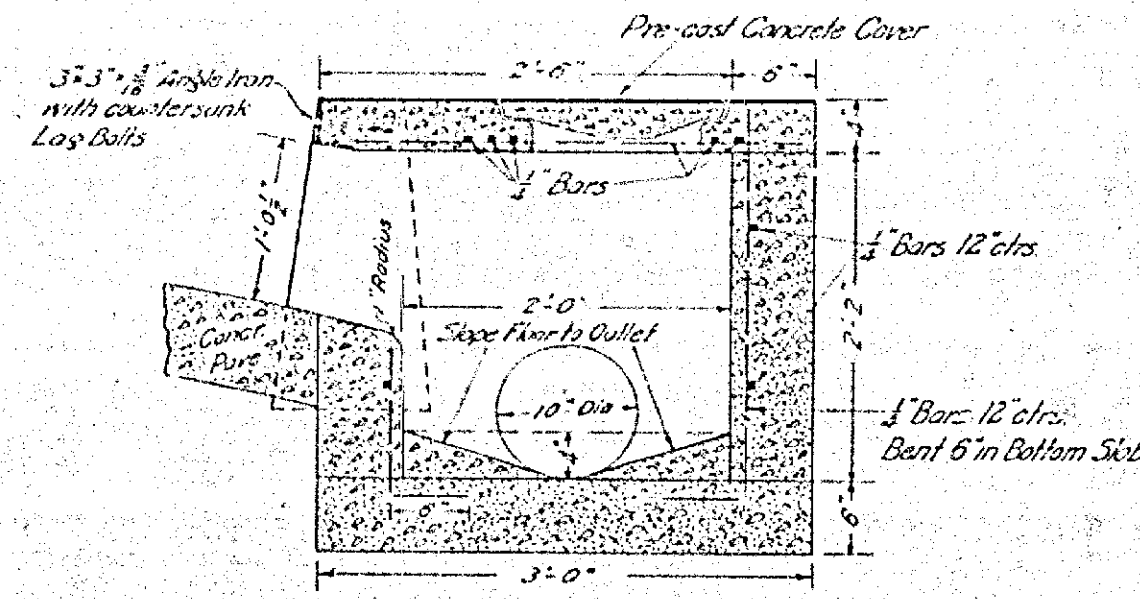 Pre-cast Concrete Cover
2'-6"
6"
3"x3"x3/16" Angle Iron
with countersunk
Lag Bolts
4"
1/4" Bars
1'-0 1/2"
1" Radius
1/4" Bars 12" ctrs.
2'-0"
Slope Floor to Outlet
2'-2"
Concr.
Pave
10" Dia
4"
1/4" Bars 12" ctrs.
Bent 6" in Bottom Slab
6"
6"
3'-0"